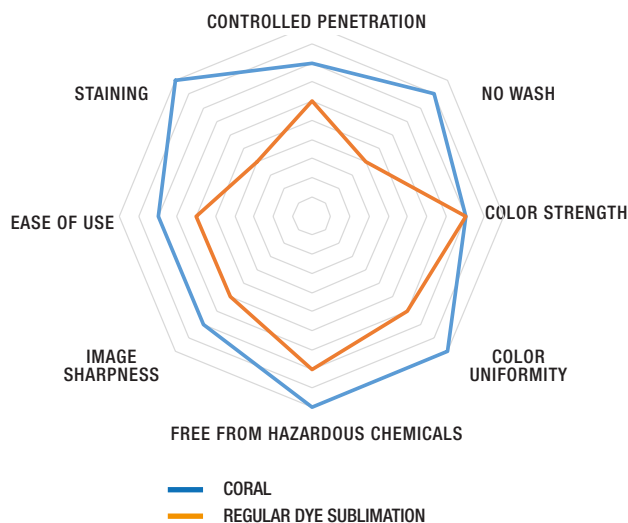 CONTROLLED PENETRATION
STAINING
NO WASH
EASE OF USE
COLOR STRENGTH
IMAGE
SHARPNESS
COLOR
UNIFORMITY
FREE FROM HAZARDOUS CHEMICALS
CORAL
REGULAR DYE SUBLIMATION